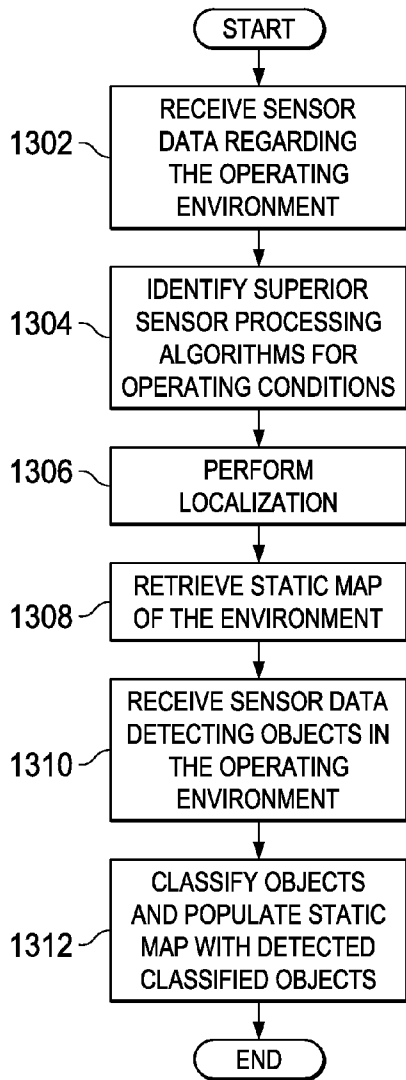 START
1302
RECEIVE SENSOR
DATA REGARDING
THE OPERATING
ENVIRONMENT
1304
IDENTIFY SUPERIOR
SENSOR PROCESSING
ALGORITHMS FOR
OPERATING CONDITIONS
1306
PERFORM
LOCALIZATION
1308
RETRIEVE STATIC MAP
OF THE ENVIRONMENT
1310
RECEIVE SENSOR DATA
DETECTING OBJECTS IN
THE OPERATING
ENVIRONMENT
1312
CLASSIFY OBJECTS
AND POPULATE STATIC
MAP WITH DETECTED
CLASSIFIED OBJECTS
END